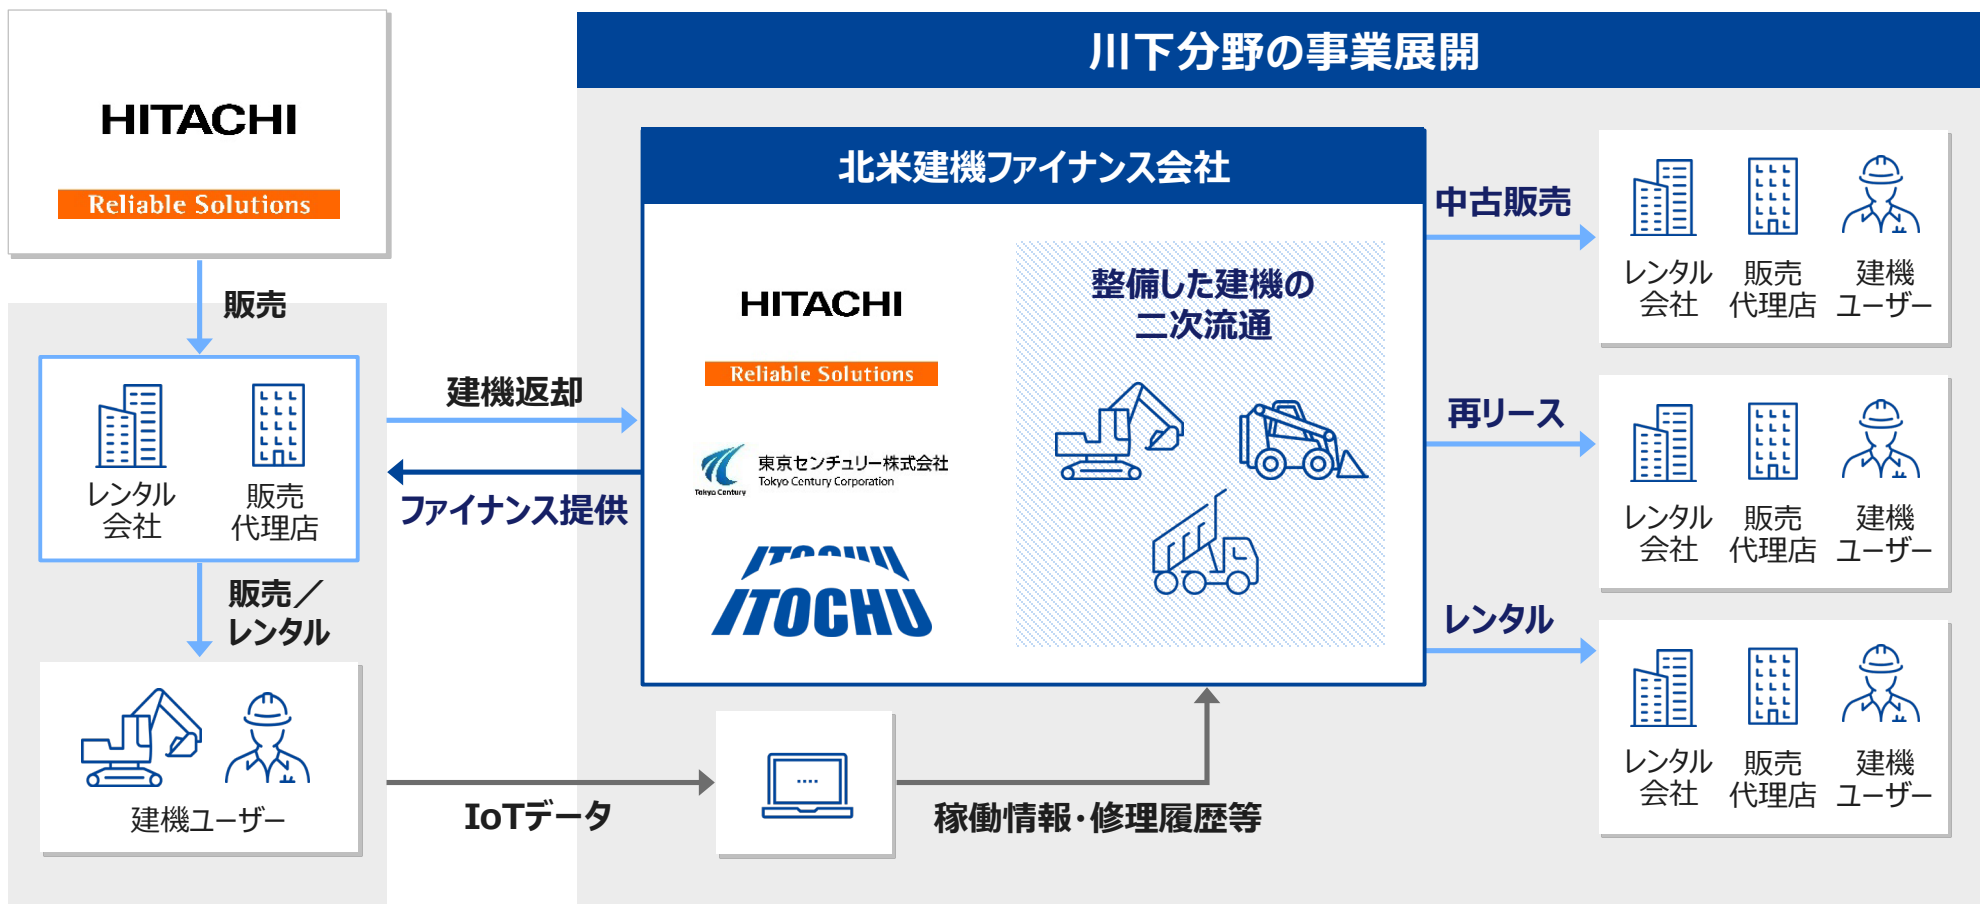 HITACHI
Reliable Solutions
販売
レンタル
会社
販売
代理店
販売／
レンタル
建機ユーザー
建機返却
ファイナンス提供
IoTデータ
川下分野の事業展開
北米建機ファイナンス会社
HITACHI
Reliable Solutions
Tokyo Century
東京センチュリー株式会社
Tokyo Century Corporation
ITOCHU
ITOCHU
整備した建機の
二次流通
稼働情報・修理履歴等
中古販売
レンタル
会社
販売
代理店
建機
ユーザー
再リース
レンタル
会社
販売
代理店
建機
ユーザー
レンタル
レンタル
会社
販売
代理店
建機
ユーザー